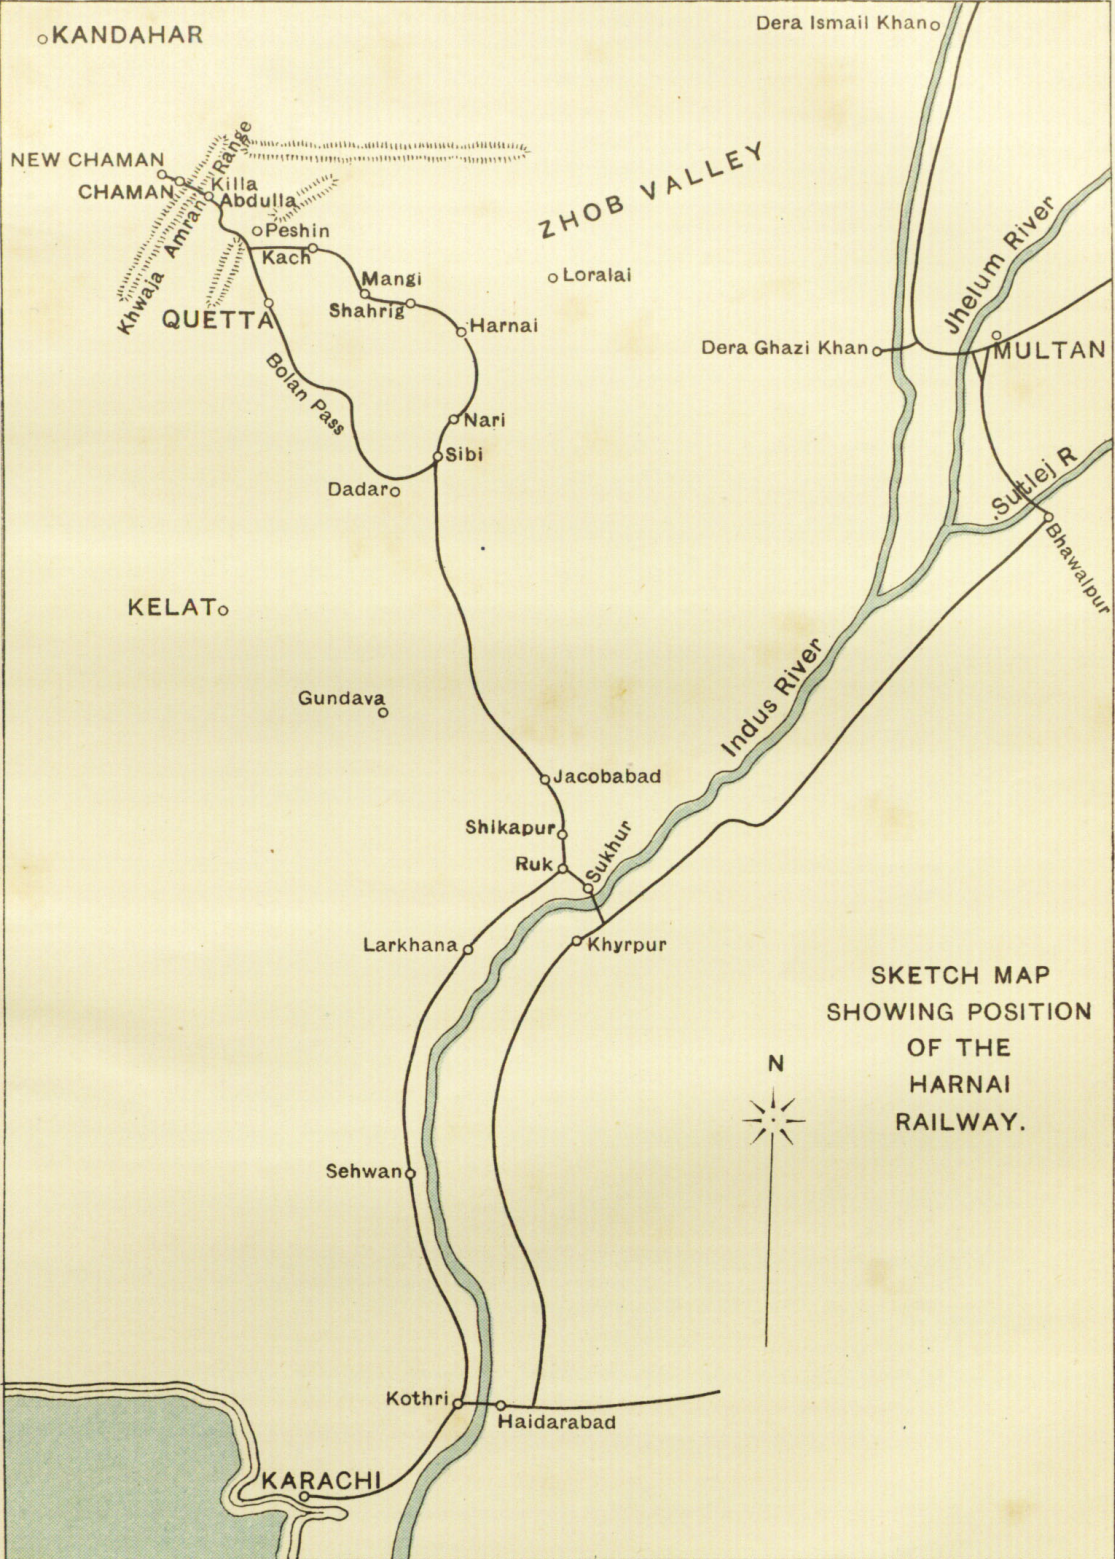 Dera Ismail Khan
KANDAHAR
NEW CHAMAN
CHAMAN
Khwaja Amran Range
Killa
Abdulla
Peshin
Kach
ZHOB VALLEY
Loralai
Mangi
Shahrig
Harnai
QUETTA
Bolan Pass
Jhelum River
Dera Ghazi Khan
MULTAN
Nari
Sibi
Dadar
Sutlej R
Bhawalpur
KELAT
Indus River
Gundava
Jacobabad
Shikapur
Ruk
Sukhur
Larkhana
Khyrpur
SKETCH MAP
SHOWING POSITION
OF THE
HARNAI
RAILWAY.
N
Sehwan
Kothri
Haidarabad
KARACHI